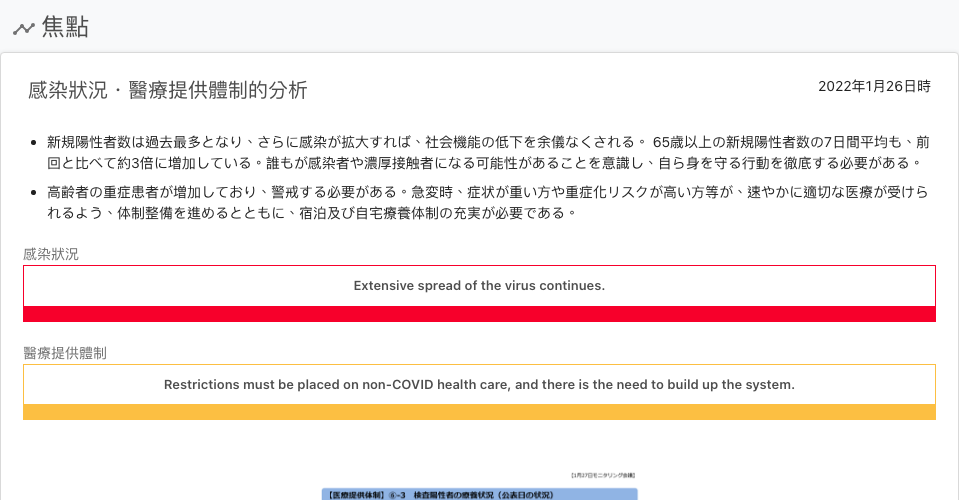 焦點
感染狀況・醫療提供體制的分析
2022年1月26日時
新規陽性者数は過去最多となり、さらに感染が拡大すれば、社会機能の低下を余儀なくされる。 65歳以上の新規陽性者数の7日間平均も、前
回と比べて約3倍に増加している。誰もが感染者や濃厚接触者になる可能性があることを意識し、自ら身を守る行動を徹底する必要がある。
高齢者の重症患者が増加しており、警戒する必要がある。急変時、症状が重い方や重症化リスクが高い方等が、速やかに適切な医療が受けら
れるよう、体制整備を進めるとともに、宿泊及び自宅療養体制の充実が必要である。
感染狀況
Extensive spread of the virus continues.
醫療提供體制
Restrictions must be placed on non-COVID health care, and there is the need to build up the system.
【1月27日モニタリング会議】
【医療提供体制】⑥-3 検査陽性者の療養状況（公表日の状況）